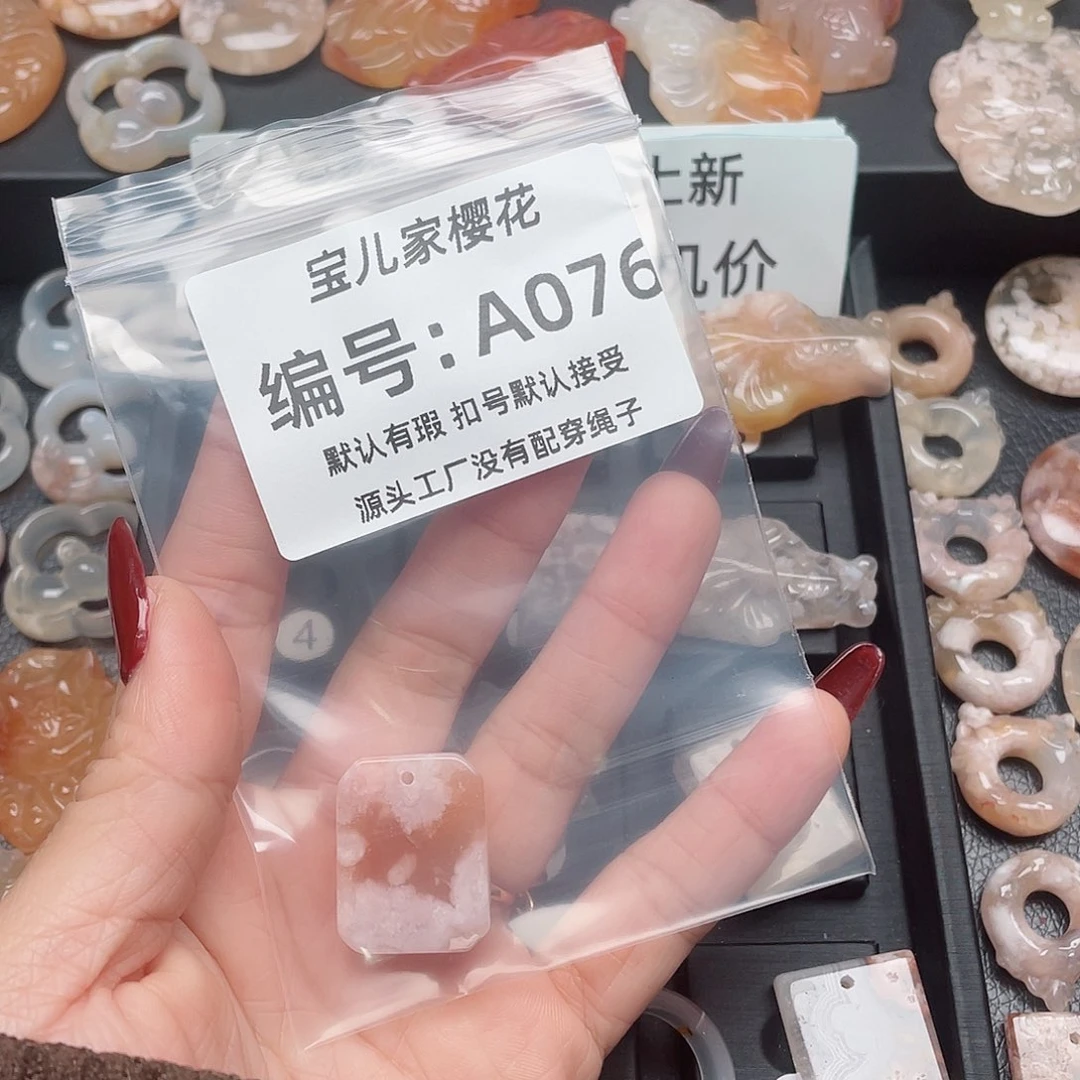 宝儿家樱花
编号：A076
默认有瑕 扣号默认接受
源头工厂没有配穿绳子
上新
机价
4